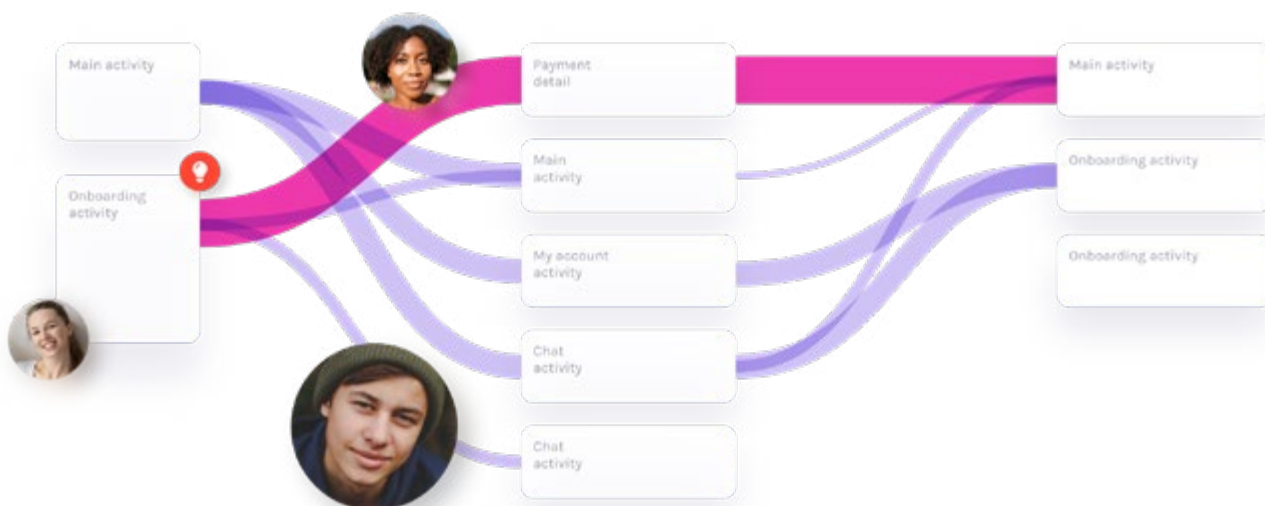 Main activity
Onboarding
activity
Payment
detail
Main
activity
My account
activity
Chat
activity
Chat
activity
Main activity
Onboarding activity
Onboarding activity